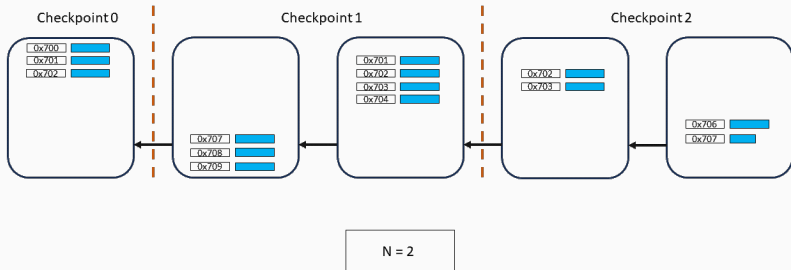 Checkpoint 0
Checkpoint 1
Checkpoint 2
0x700
0x701
0x702
0x707
0x708
0x709
0x701
0x702
0x703
0x704
0x702
0x703
0x706
0x707
N = 2